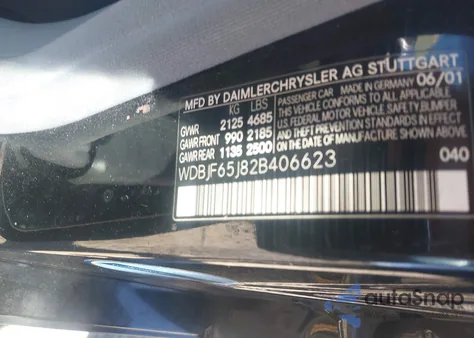 MFD BY DAIMLERCHRYSLER AG STUTTGART
KG LBS
GVWR 2125 4685
GAWR FRONT 990 2185
GAWR REAR 1135 2500
PASSENGER CAR MADE IN GERMANY 06/01
THIS VEHICLE CONFORMS TO ALL APPLICABLE
U.S. FEDERAL MOTOR VEHICLE SAFETY, BUMPER
AND THEFT PREVENTION STANDARDS IN EFFECT
ON THE DATE OF MANUFACTURE SHOWN ABOVE
WDBJF65J82B406623
040
autoSnap